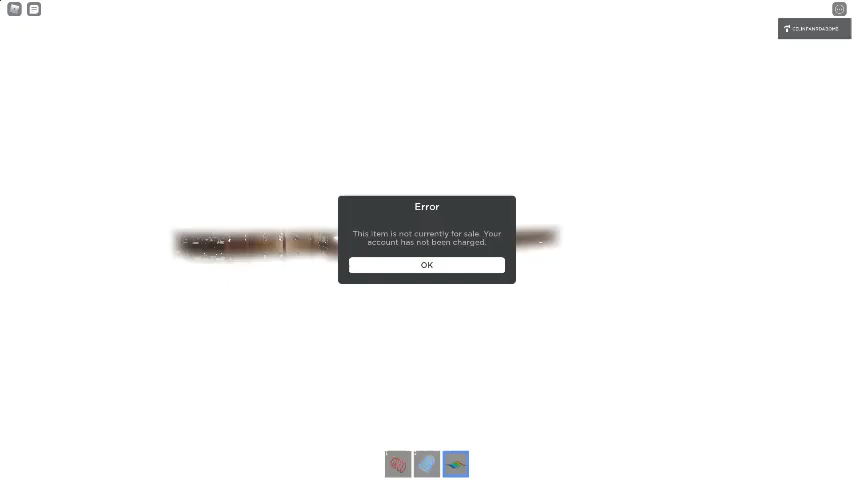 Error
This item is not currently for sale. Your
account has not been charged.
OK